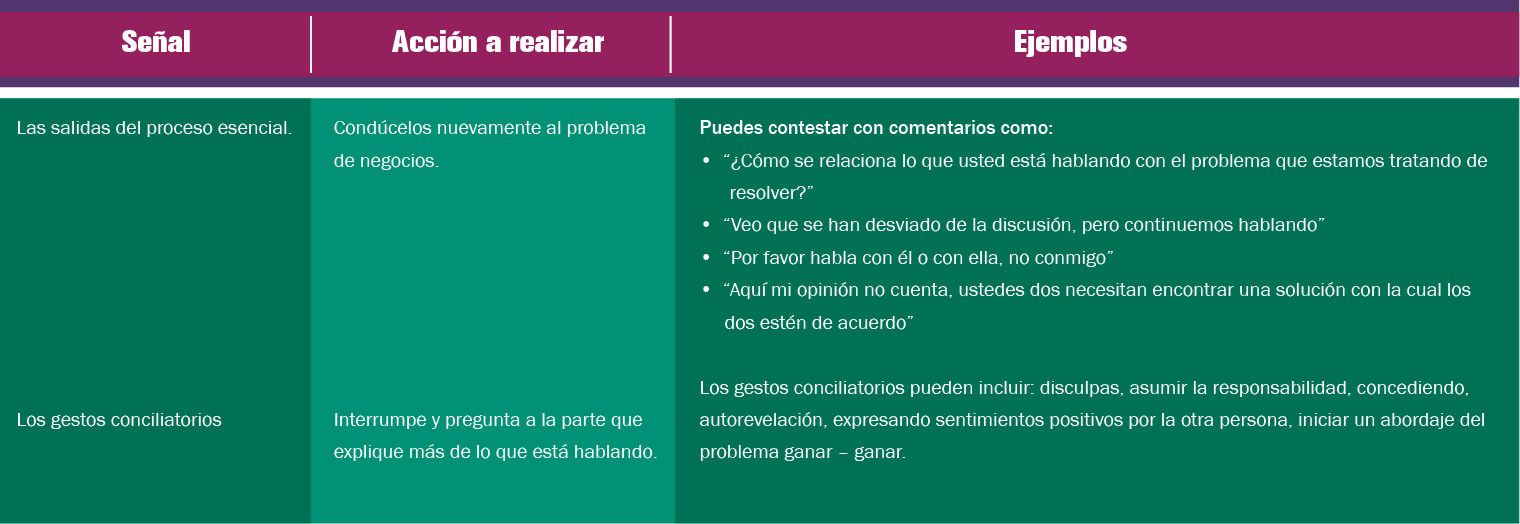 Señal
Acción a realizar
Ejemplos
Las salidas del proceso esencial.
Condúcelos nuevamente al problema
de negocios.
Puedes contestar con comentarios como:
• “¿Cómo se relaciona lo que usted está hablando con el problema que estamos tratando de
resolver?”
• “Veo que se han desviado de la discusión, pero continuemos hablando”
• “Por favor habla con él o con ella, no conmigo”
• “Aquí mi opinión no cuenta, ustedes dos necesitan encontrar una solución con la cual los
dos estén de acuerdo”
Los gestos conciliatorios
Interrumpe y pregunta a la parte que
explique más de lo que está hablando.
Los gestos conciliatorios pueden incluir: disculpas, asumir la responsabilidad, concediendo,
autorevelación, expresando sentimientos positivos por la otra persona, iniciar un abordaje del
problema ganar – ganar.